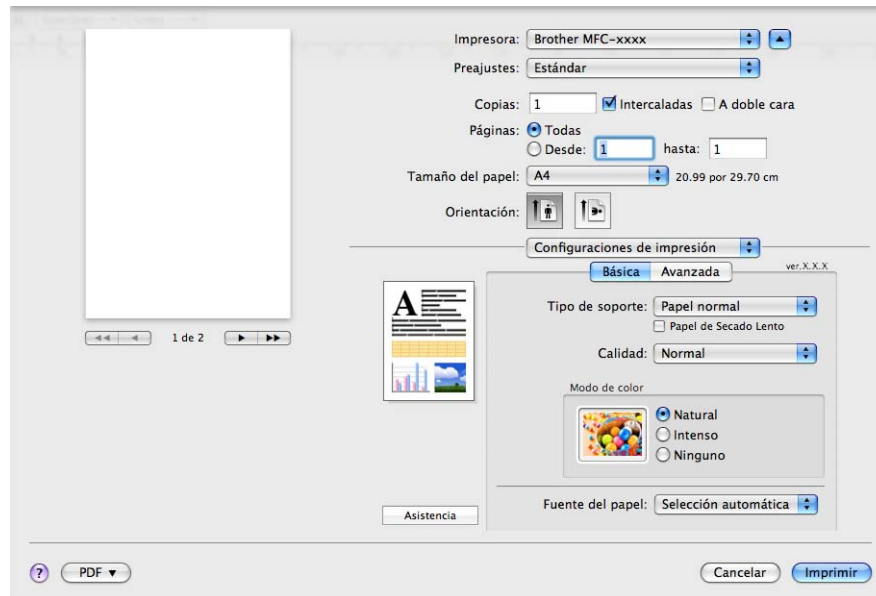 Impresora: Brother MFC-xxxx
Preajustes: Estándar
Copias: 1 Intercaladas A doble cara
Páginas: Todas
Desde: 1 hasta: 1
Tamaño del papel: A4 20.99 por 29.70 cm
Orientación:
Configuraciones de impresión
Básica Avanzada ver.X.X.X
Tipo de soporte: Papel normal
Papel de Secado Lento
Calidad: Normal
Modo de color
Natural
Intenso
Ninguno
Fuente del papel: Selección automática
A
1 de 2
Asistencia
? PDF ▼ Cancelar Imprimir